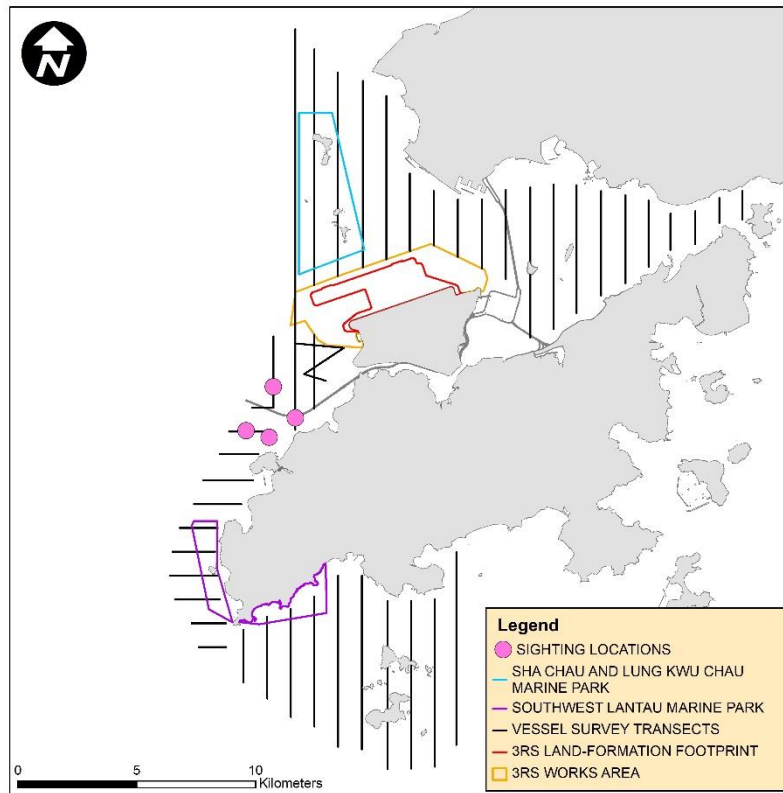 N
Legend
SIGHTING LOCATIONS
SHA CHAU AND LUNG KWU CHAU
MARINE PARK
SOUTHWEST LANTAU MARINE PARK
VESSEL SURVEY TRANSECTS
3RS LAND-FORMATION FOOTPRINT
3RS WORKS AREA
0 5 10
Kilometers